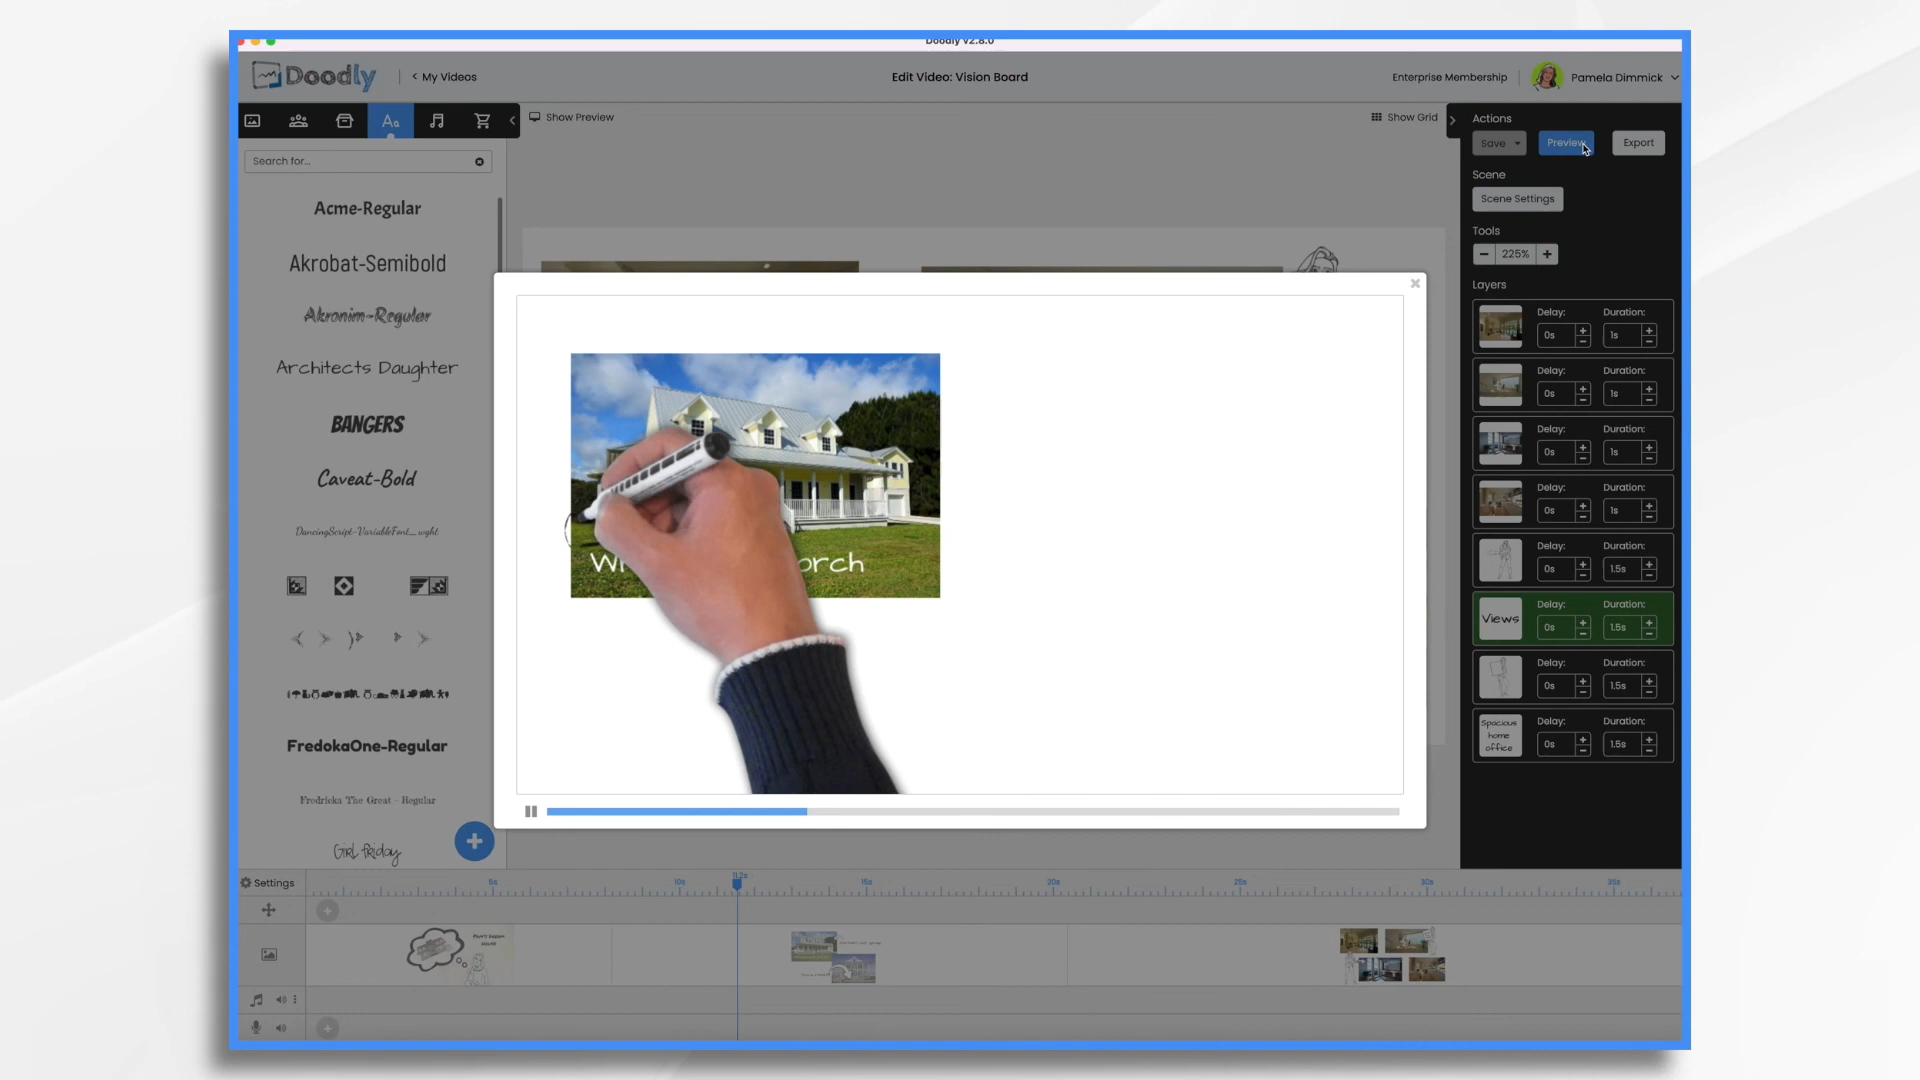 Doodly v2.8.0
Doodly
< My Videos
Edit Video: Vision Board
Enterprise Membership
Pamela Dimmick
Aa
Show Preview
Show Grid
Search for...
Acme-Regular
Akrobat-Semibold
Akronim-Regular
Architects Daughter
BANGERS
Caveat-Bold
DancingScript-VariableFont_wght
FredokaOne-Regular
Fredricka The Great - Regular
Girl Friday
orch
Actions
Save
Preview
Export
Scene
Scene Settings
Tools
225%
Layers
Delay: Duration:
0s 1s
Delay: Duration:
0s 1s
Delay: Duration:
0s 1s
Delay: Duration:
0s 1s
Delay: Duration:
0s 1.5s
Views
Delay: Duration:
0s 1.5s
Delay: Duration:
0s 1.5s
Spacious
home
office
Delay: Duration:
0s 1.5s
Settings
5s 10s 11.2s 15s 20s 25s 30s 35s